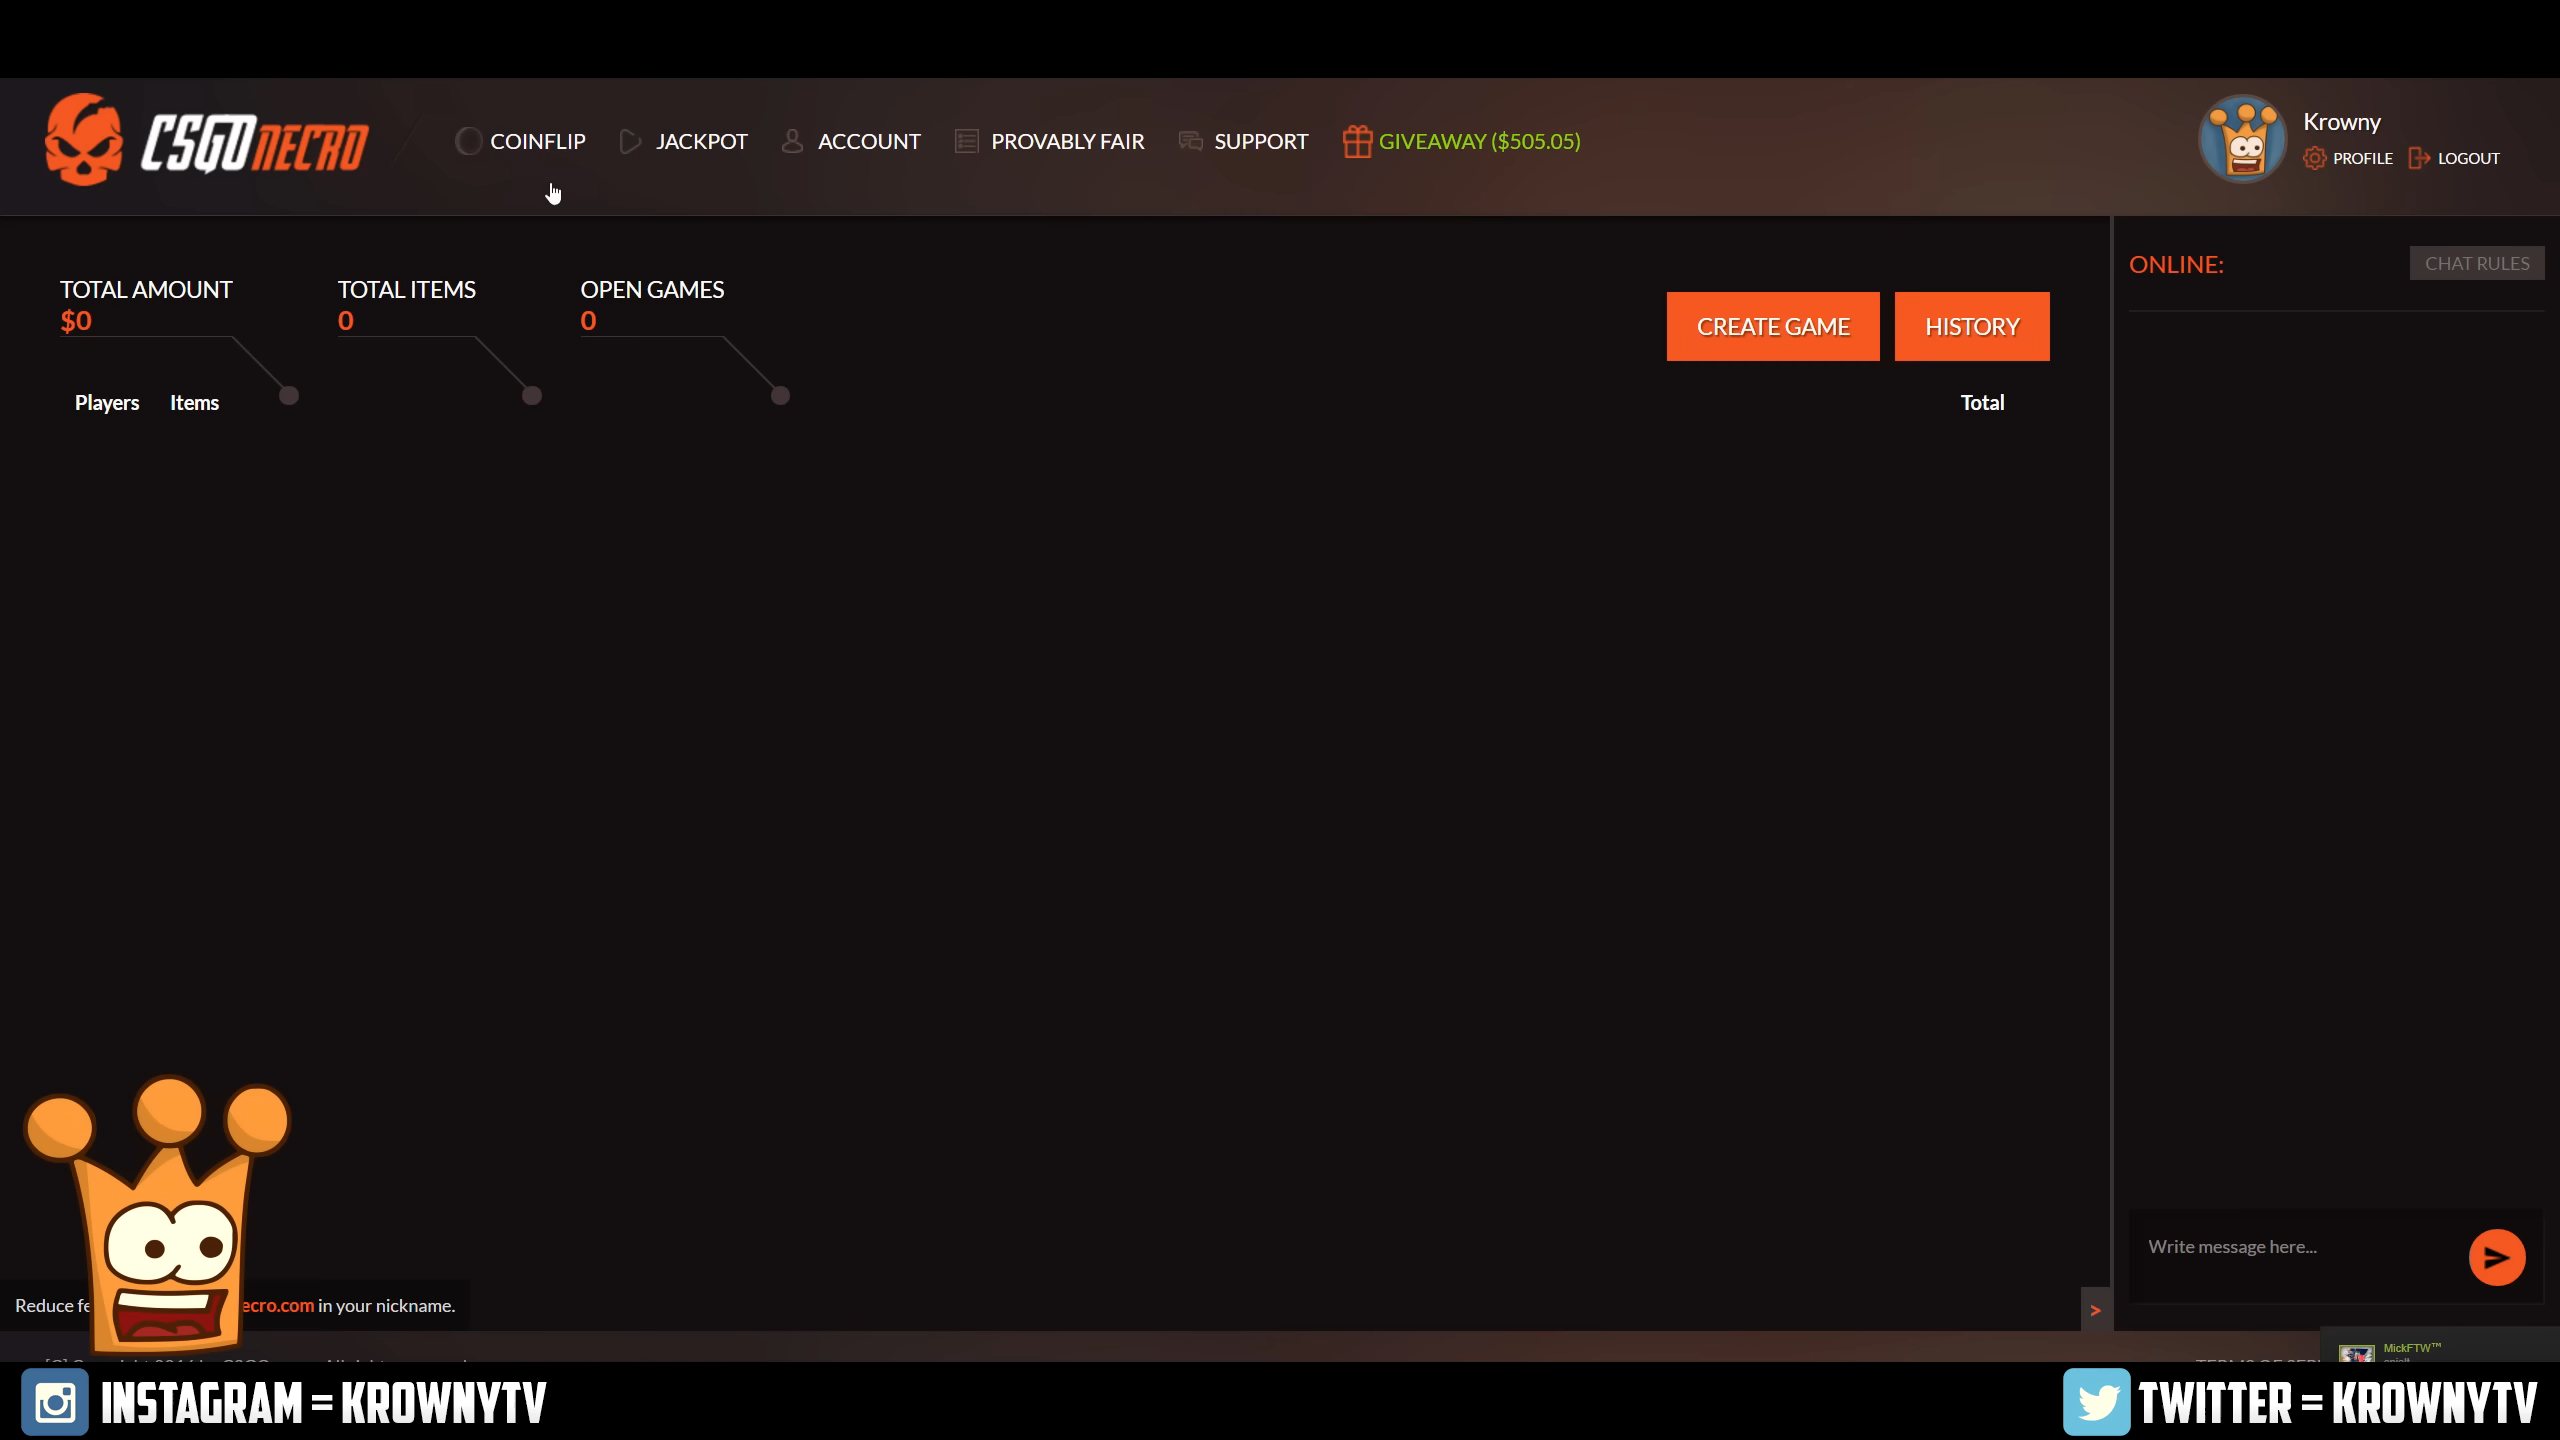 CSGONECRO
COINFLIP
JACKPOT
ACCOUNT
PROVABLY FAIR
SUPPORT
GIVEAWAY ($505.05)
Krowny
PROFILE
LOGOUT
TOTAL AMOUNT
$0
TOTAL ITEMS
0
OPEN GAMES
0
CREATE GAME
HISTORY
Players
Items
Total
ONLINE:
CHAT RULES
Write message here...
Reduce
ecro.com in your nickname.
>
MickFTW™
INSTAGRAM = KROWNYTV
TWITTER = KROWNYTV